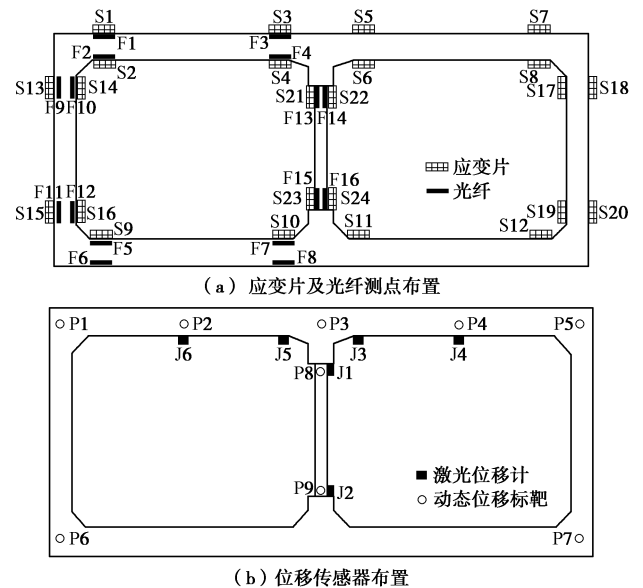 S1 S3 S5 S7
F2 F1 F3 F4
S2 S4 S6 S8
S13 S14 S21 S22 S17 S18
F9 F10 F13 F14
应变片
光纤
F11 F12 F15 F16
S15 S16 S23 S24 S19 S20
S9 S10 S11 S12
F6 F5 F7 F8
(a) 应变片及光纤测点布置
P1 P2 P3 P4 P5
J6 J5 J3 J4
P8 J1
激光位移计
P9 J2 动态位移标靶
P6 P7
(b) 位移传感器布置